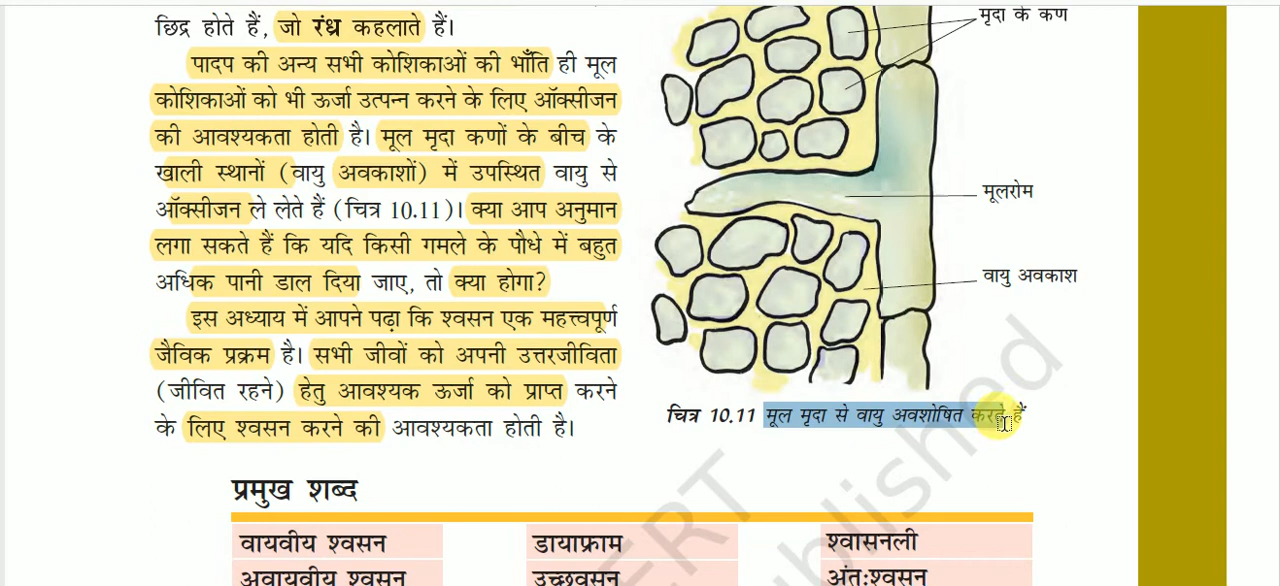 छिद्र होते हैं, जो रंध्र कहलाते हैं।
पादप की अन्य सभी कोशिकाओं की भाँति ही मूल
कोशिकाओं को भी ऊर्जा उत्पन्न करने के लिए ऑक्सीजन
की आवश्यकता होती है। मूल मृदा कणों के बीच के
खाली स्थानों (वायु अवकाशों) में उपस्थित वायु से
ऑक्सीजन ले लेते हैं (चित्र 10.11)। क्या आप अनुमान
लगा सकते हैं कि यदि किसी गमले के पौधे में बहुत
अधिक पानी डाल दिया जाए, तो क्या होगा?
इस अध्याय में आपने पढ़ा कि श्वसन एक महत्त्वपूर्ण
जैविक प्रक्रम है। सभी जीवों को अपनी उत्तरजीविता
(जीवित रहने) हेतु आवश्यक ऊर्जा को प्राप्त करने
के लिए श्वसन करने की आवश्यकता होती है।
मृदा के कण
मूलरोम
वायु अवकाश
चित्र 10.11 मूल मृदा से वायु अवशोषित करते हैं
प्रमुख शब्द
वायवीय श्वसन डायाफ्राम श्वासनली
अवायवीय श्वसन उच्छ्वसन अंतःश्वसन
ERT
ublished